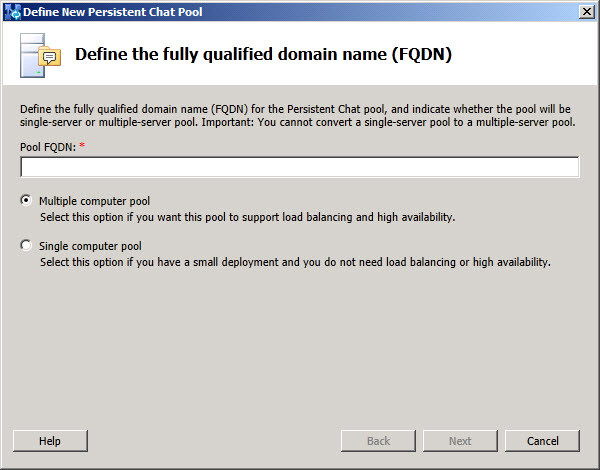 Define New Persistent Chat Pool
Define the fully qualified domain name (FQDN)
Define the fully qualified domain name (FQDN) for the Persistent Chat pool, and indicate whether the pool will be
single-server or multiple-server pool. Important: You cannot convert a single-server pool to a multiple-server pool.
Pool FQDN: *
Multiple computer pool
Select this option if you want this pool to support load balancing and high availability.
Single computer pool
Select this option if you have a small deployment and you do not need load balancing or high availability.
Help
Back
Next
Cancel